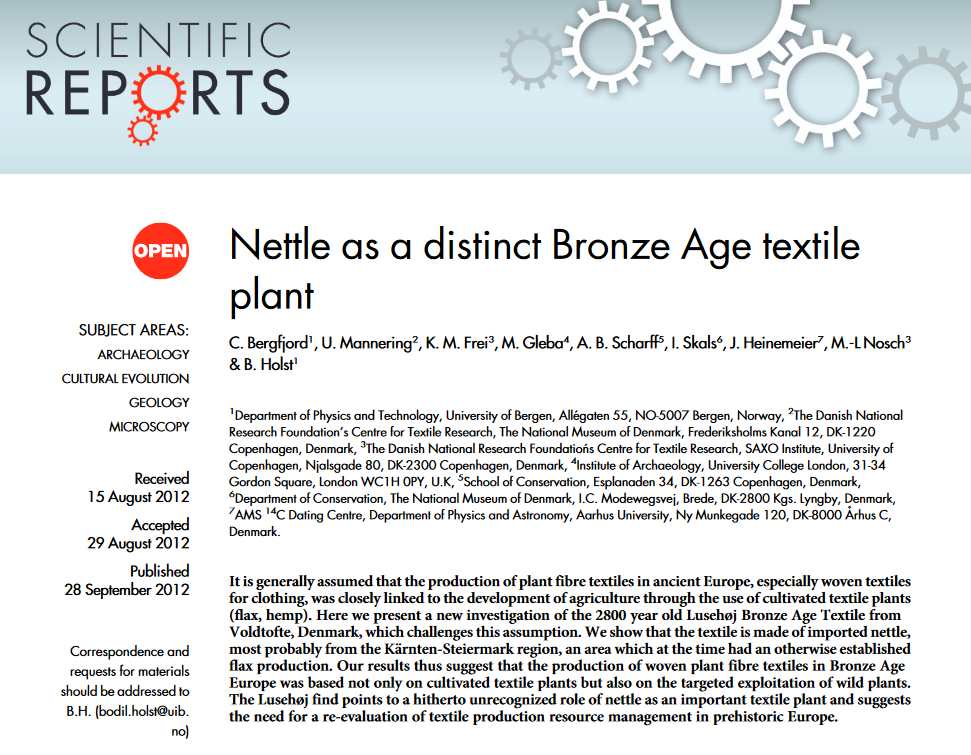 SCIENTIFIC
REPORTS
OPEN
SUBJECT AREAS:
ARCHAEOLOGY
CULTURAL EVOLUTION
GEOLOGY
MICROSCOPY
Received
15 August 2012
Accepted
29 August 2012
Published
28 September 2012
Correspondence and
requests for materials
should be addressed to
B.H. (bodil.holst@uib.
no)
Nettle as a distinct Bronze Age textile
plant
C. Bergfjord¹, U. Mannering², K. M. Frei³, M. Gleba⁴, A. B. Scharff⁵, I. Skals⁶, J. Heinemeier⁷, M.-L Nosch³
& B. Holst¹
¹Department of Physics and Technology, University of Bergen, Allégaten 55, NO-5007 Bergen, Norway, ²The Danish National
Research Foundation's Centre for Textile Research, The National Museum of Denmark, Frederiksholms Kanal 12, DK-1220
Copenhagen, Denmark, ³The Danish National Research Foundatiońs Centre for Textile Research, SAXO Institute, University of
Copenhagen, Njalsgade 80, DK-2300 Copenhagen, Denmark, ⁴Institute of Archaeology, University College London, 31-34
Gordon Square, London WC1H 0PY, U.K, ⁵School of Conservation, Esplanaden 34, DK-1263 Copenhagen, Denmark,
⁶Department of Conservation, The National Museum of Denmark, I.C. Modewegsvej, Brede, DK-2800 Kgs. Lyngby, Denmark,
⁷AMS ¹⁴C Dating Centre, Department of Physics and Astronomy, Aarhus University, Ny Munkegade 120, DK-8000 Århus C,
Denmark.
It is generally assumed that the production of plant fibre textiles in ancient Europe, especially woven textiles
for clothing, was closely linked to the development of agriculture through the use of cultivated textile plants
(flax, hemp). Here we present a new investigation of the 2800 year old Lusehøj Bronze Age Textile from
Voldtofte, Denmark, which challenges this assumption. We show that the textile is made of imported nettle,
most probably from the Kärnten-Steiermark region, an area which at the time had an otherwise established
flax production. Our results thus suggest that the production of woven plant fibre textiles in Bronze Age
Europe was based not only on cultivated textile plants but also on the targeted exploitation of wild plants.
The Lusehøj find points to a hitherto unrecognized role of nettle as an important textile plant and suggests
the need for a re-evaluation of textile production resource management in prehistoric Europe.